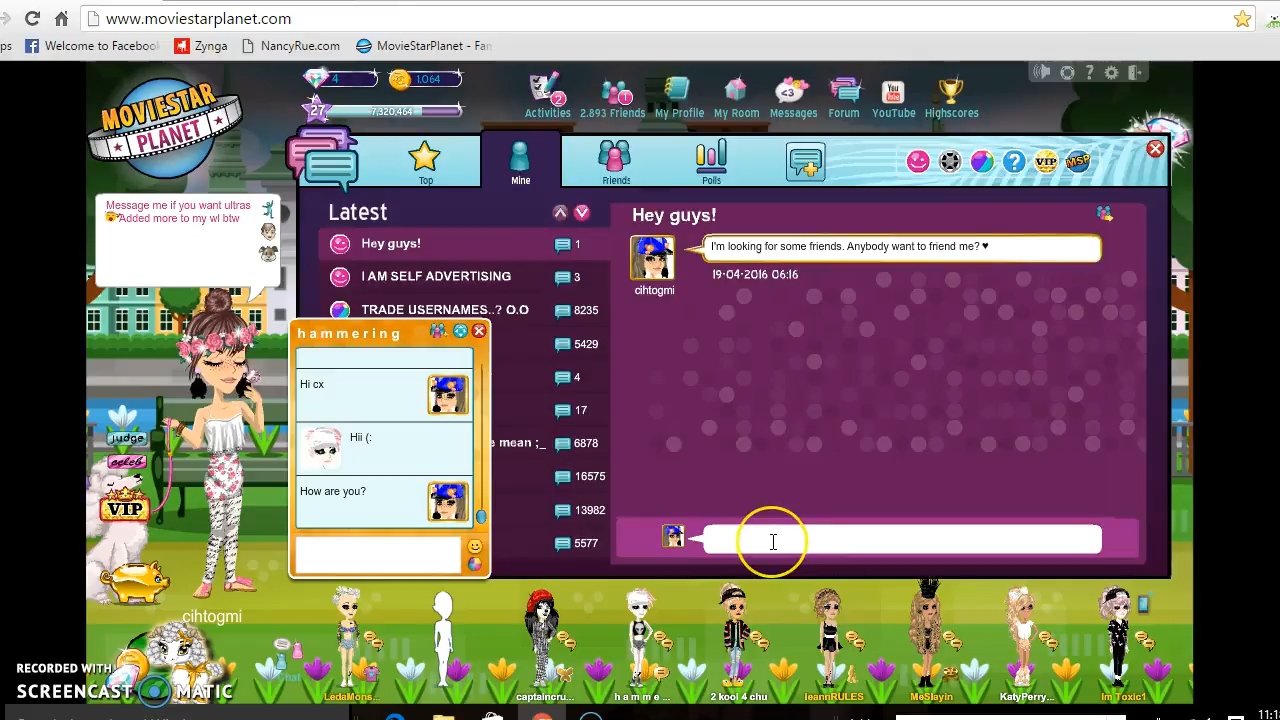 www.moviestarplanet.com
ps
Welcome to Facebook
Zynga
NancyRue.com
MovieStarPlanet - Fan
MOVIESTAR
PLANET
4
1,064
27
7,320,464
2
1
<3
You
Tube
Activities
2.893 Friends
My Profile
My Room
Messages
Forum
YouTube
Highscores
Top
Mine
Friends
Polls
?
VIP
MSP
Message me if you want ultras
Added more to my wl btw
Latest
Hey guys!
1
I AM SELF ADVERTISING
3
TRADE USERNAMES..? O.O
8235
5429
4
17
e mean ;_
6878
16575
13982
5577
Hey guys!
I'm looking for some friends. Anybody want to friend me? ♥
19-04-2016 06:16
cihtogmi
hammering
Hi cx
Hii (:
How are you?
judge
celeb
VIP
cihtogmi
Chat
LedaMons...
captaincru...
h a m m e ...
2 kool 4 chu
leannRULES
MeSlayin
KatyPerry...
Im Toxic1
RECORDED WITH
SCREENCAST MATIC